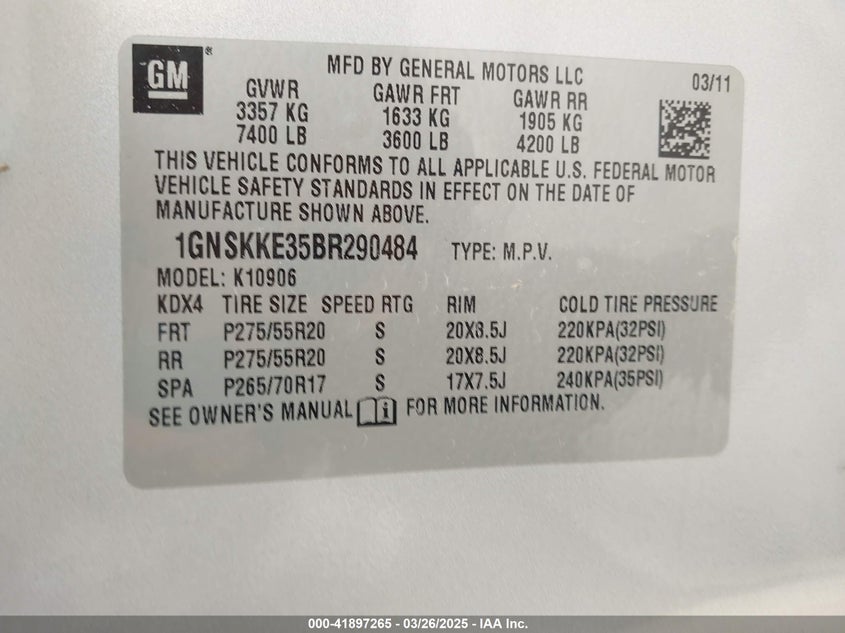 GM
MFD BY GENERAL MOTORS LLC 03/11
GVWR GAWR FRT GAWR RR
3357 KG 1633 KG 1905 KG
7400 LB 3600 LB 4200 LB
THIS VEHICLE CONFORMS TO ALL APPLICABLE U.S. FEDERAL MOTOR
VEHICLE SAFETY STANDARDS IN EFFECT ON THE DATE OF
MANUFACTURE SHOWN ABOVE.
1GNSKKE35BR290484 TYPE: M.P.V.
MODEL: K10906
KDX4 TIRE SIZE SPEED RTG RIM COLD TIRE PRESSURE
FRT P275/55R20 S 20X8.5J 220KPA(32PSI)
RR P275/55R20 S 20X8.5J 220KPA(32PSI)
SPA P265/70R17 S 17X7.5J 240KPA(35PSI)
SEE OWNER'S MANUAL FOR MORE INFORMATION.
000-41897265 - 03/26/2025 - IAA Inc.